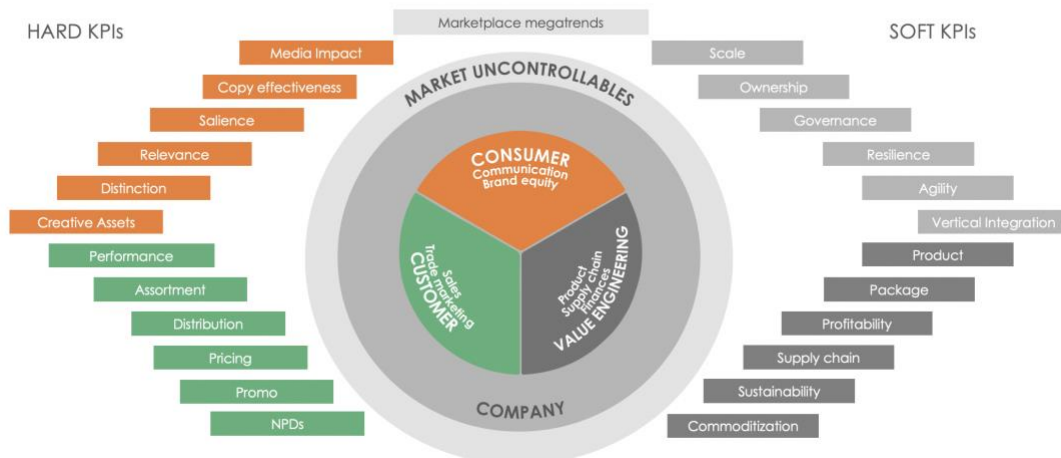 Marketplace megatrends
HARD KPIs
SOFT KPIs
Media Impact
Copy effectiveness
Salience
Relevance
Distinction
Creative Assets
Performance
Assortment
Distribution
Pricing
Promo
NPDs
MARKET UNCONTROLLABLES
CONSUMER
Communication
Brand equity
Sales
Trade marketing
CUSTOMER
Product
Supply chain
Finances
VALUE ENGINEERING
COMPANY
Scale
Ownership
Governance
Resilience
Agility
Vertical Integration
Product
Package
Profitability
Supply chain
Sustainability
Commoditization